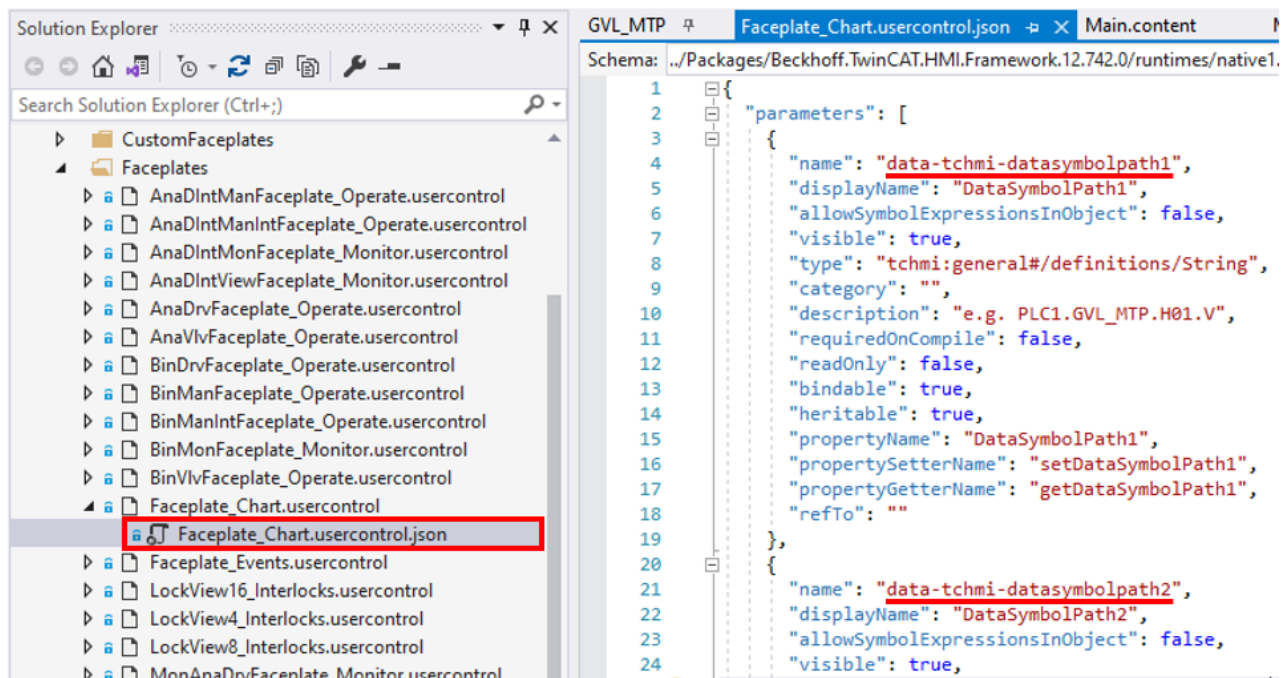 Solution Explorer
Search Solution Explorer (Ctrl+;)
CustomFaceplates
Faceplates
AnaDIntManFaceplate_Operate.usercontrol
AnaDIntManIntFaceplate_Operate.usercontrol
AnaDIntMonFaceplate_Monitor.usercontrol
AnaDIntViewFaceplate_Monitor.usercontrol
AnaDrvFaceplate_Operate.usercontrol
AnaVlvFaceplate_Operate.usercontrol
BinDrvFaceplate_Operate.usercontrol
BinManFaceplate_Operate.usercontrol
BinManIntFaceplate_Operate.usercontrol
BinMonFaceplate_Monitor.usercontrol
BinVlvFaceplate_Operate.usercontrol
Faceplate_Chart.usercontrol
Faceplate_Chart.usercontrol.json
Faceplate_Events.usercontrol
LockView16_Interlocks.usercontrol
LockView4_Interlocks.usercontrol
LockView8_Interlocks.usercontrol
MonAnaDrvFaceplate_Monitor.usercontrol
GVL_MTP Faceplate_Chart.usercontrol.json Main.content
Schema: ../Packages/Beckhoff.TwinCAT.HMI.Framework.12.742.0/runtimes/native1.
1 {
2 "parameters": [
3 {
4 "name": "data-tchmi-datasymbolpath1",
5 "displayName": "DataSymbolPath1",
6 "allowSymbolExpressionsInObject": false,
7 "visible": true,
8 "type": "tchmi:general#/definitions/String",
9 "category": "",
10 "description": "e.g. PLC1.GVL_MTP.H01.V",
11 "requiredOnCompile": false,
12 "readOnly": false,
13 "bindable": true,
14 "heritable": true,
15 "propertyName": "DataSymbolPath1",
16 "propertySetterName": "setDataSymbolPath1",
17 "propertyGetterName": "getDataSymbolPath1",
18 "refTo": ""
19 },
20 {
21 "name": "data-tchmi-datasymbolpath2",
22 "displayName": "DataSymbolPath2",
23 "allowSymbolExpressionsInObject": false,
24 "visible": true,